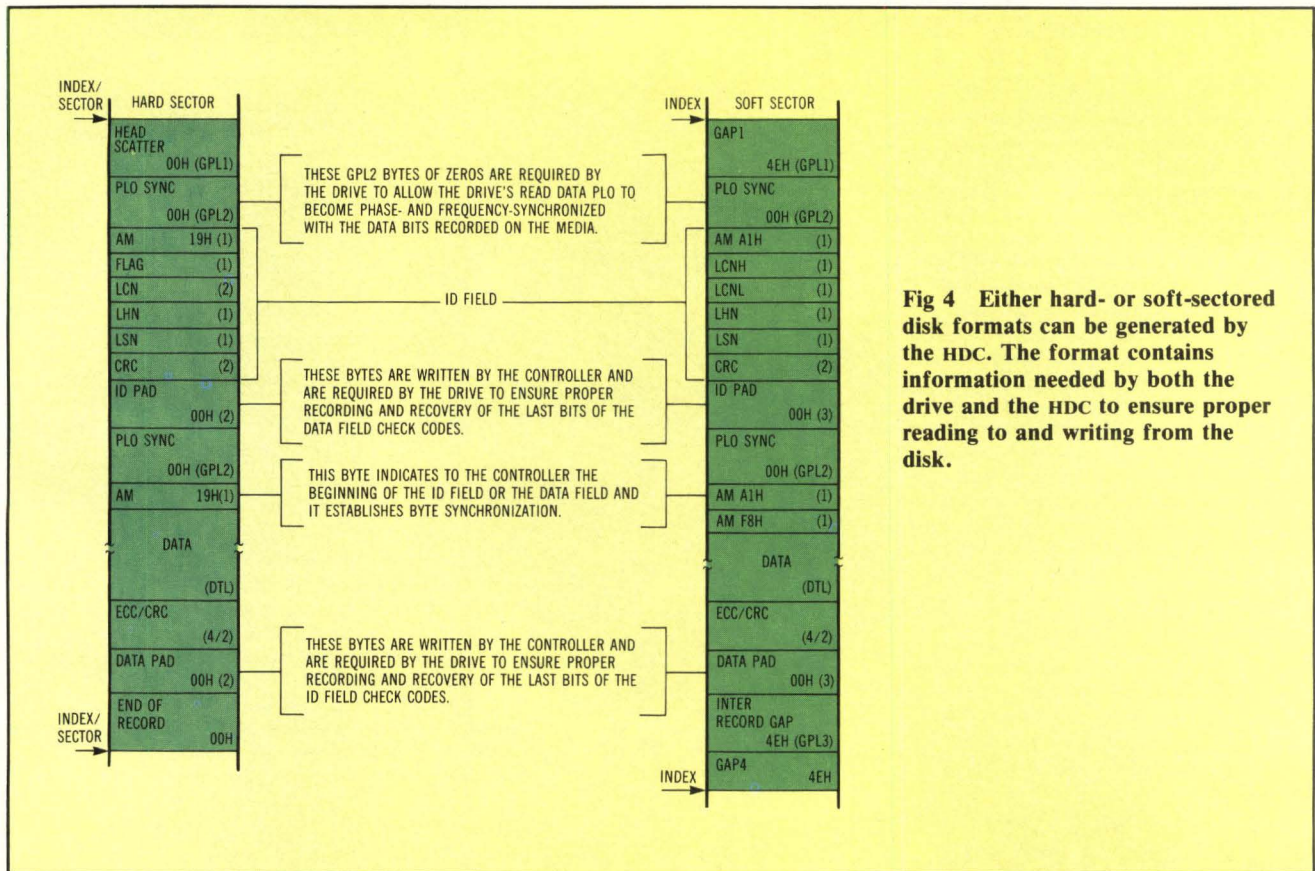 INDEX/
SECTOR
HARD SECTOR
HEAD
SCATTER
00H (GPL1)
PLO SYNC
00H (GPL2)
AM 19H (1)
FLAG (1)
LCN (2)
LHN (1)
LSN (1)
CRC (2)
ID PAD
00H (2)
PLO SYNC
00H (GPL2)
AM 19H(1)
DATA
(DTL)
ECC/CRC
(4/2)
DATA PAD
00H (2)
END OF
RECORD
00H
INDEX/
SECTOR
THESE GPL2 BYTES OF ZEROS ARE REQUIRED BY
THE DRIVE TO ALLOW THE DRIVE'S READ DATA PLO TO
BECOME PHASE- AND FREQUENCY-SYNCHRONIZED
WITH THE DATA BITS RECORDED ON THE MEDIA.
ID FIELD
THESE BYTES ARE WRITTEN BY THE CONTROLLER AND
ARE REQUIRED BY THE DRIVE TO ENSURE PROPER
RECORDING AND RECOVERY OF THE LAST BITS OF THE
DATA FIELD CHECK CODES.
THIS BYTE INDICATES TO THE CONTROLLER THE
BEGINNING OF THE ID FIELD OR THE DATA FIELD AND
IT ESTABLISHES BYTE SYNCHRONIZATION.
THESE BYTES ARE WRITTEN BY THE CONTROLLER AND
ARE REQUIRED BY THE DRIVE TO ENSURE PROPER
RECORDING AND RECOVERY OF THE LAST BITS OF THE
ID FIELD CHECK CODES.
INDEX
SOFT SECTOR
GAP1
4EH (GPL1)
PLO SYNC
00H (GPL2)
AM A1H (1)
LCNH (1)
LCNL (1)
LHN (1)
LSN (1)
CRC (2)
ID PAD
00H (3)
PLO SYNC
00H (GPL2)
AM A1H (1)
AM F8H (1)
DATA
(DTL)
ECC/CRC
(4/2)
DATA PAD
00H (3)
INTER
RECORD GAP
4EH (GPL3)
GAP4
4EH
INDEX
Fig 4 Either hard- or soft-sectored
disk formats can be generated by
the HDC. The format contains
information needed by both the
drive and the HDC to ensure proper
reading to and writing from the
disk.